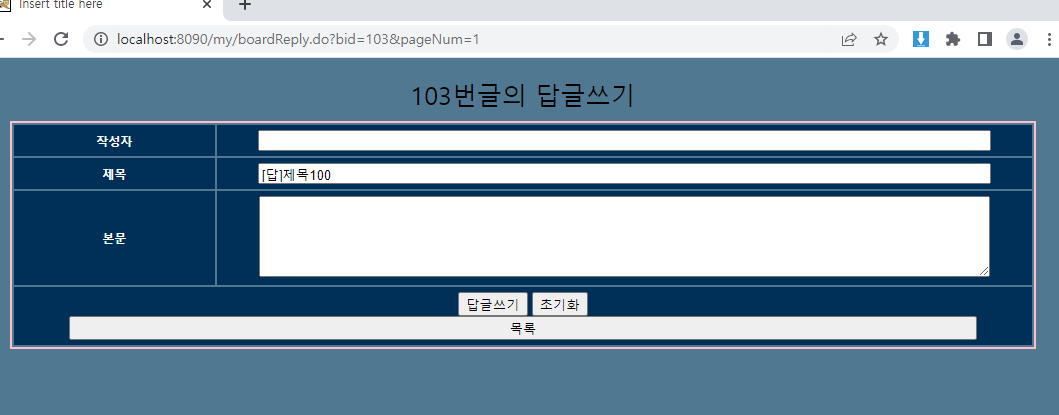 Insert title here
localhost:8090/my/boardReply.do?bid=103&pageNum=1
103번글의 답글쓰기
작성자
제목 [답]제목100
본문
답글쓰기 초기화
목록